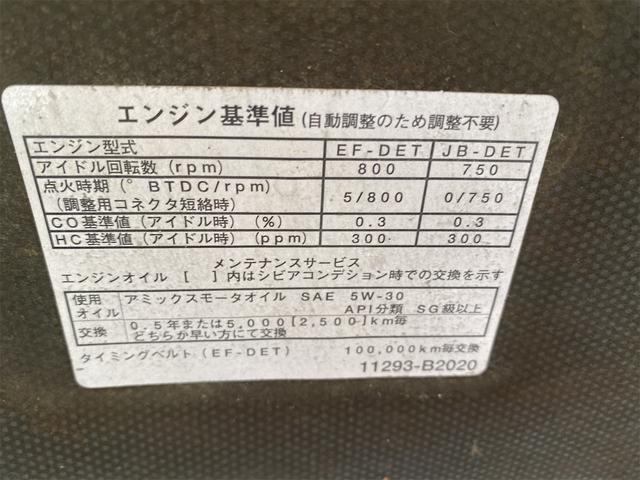 エンジン基準値 (自動調整のため調整不要)
エンジン型式 EF-DET JB-DET
アイドル回転数 (rpm) 800 750
点火時期 (° BTDC/rpm)
(調整用コネクタ短絡時) 5/800 0/750
CO基準値 (アイドル時) (%) 0.3 0.3
HC基準値 (アイドル時) (ppm) 300 300
メンテナンスサービス
エンジンオイル [ ] 内はシビアコンデション時での交換を示す
使用 アミックスモータオイル SAE 5W-30
オイル API分類 SG級以上
交換 0.5年または5,000 [2,500] km毎
どちらか早い方にて交換
タイミングベルト (EF-DET) 100,000km毎交換
11293-B2020